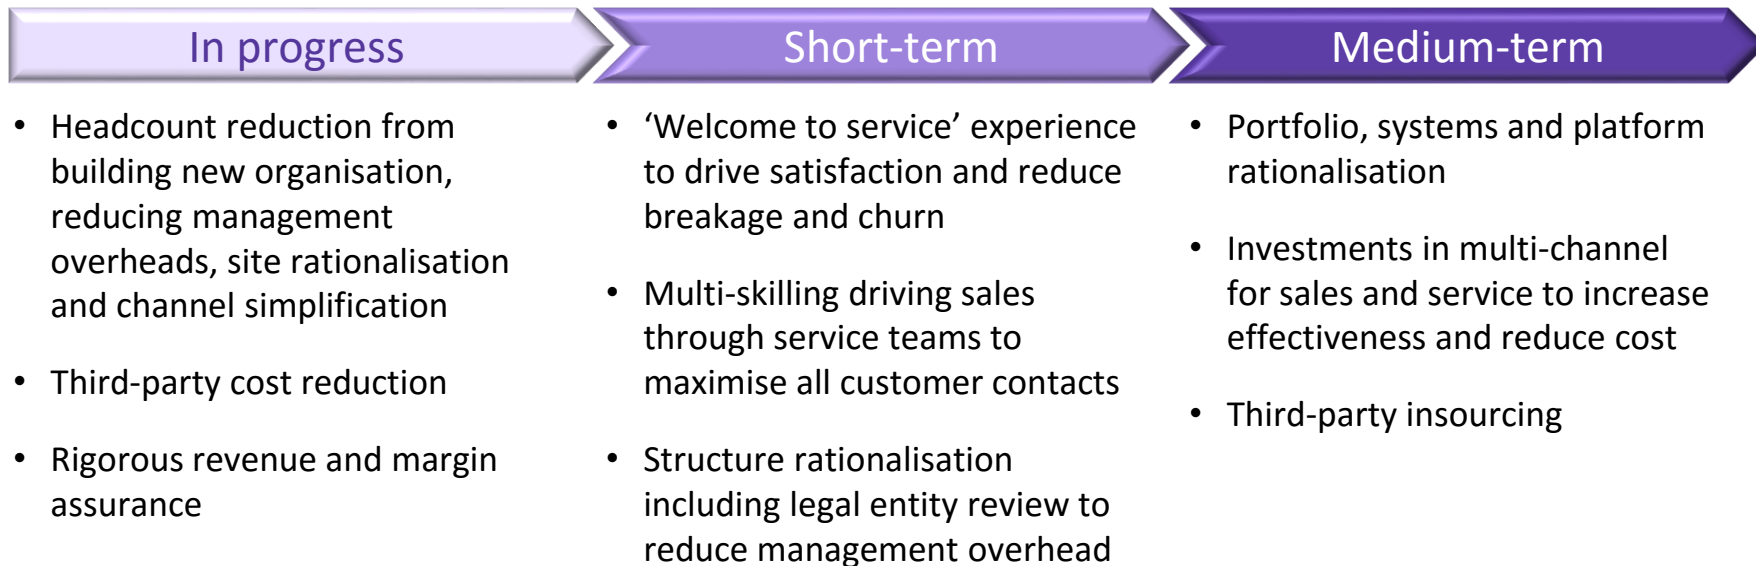 In progress
Short-term
Medium-term
• Headcount reduction from
building new organisation,
reducing management
overheads, site rationalisation
and channel simplification
• Third-party cost reduction
• Rigorous revenue and margin
assurance
• ‘Welcome to service’ experience
to drive satisfaction and reduce
breakage and churn
• Multi-skilling driving sales
through service teams to
maximise all customer contacts
• Structure rationalisation
including legal entity review to
reduce management overhead
• Portfolio, systems and platform
rationalisation
• Investments in multi-channel
for sales and service to increase
effectiveness and reduce cost
• Third-party insourcing